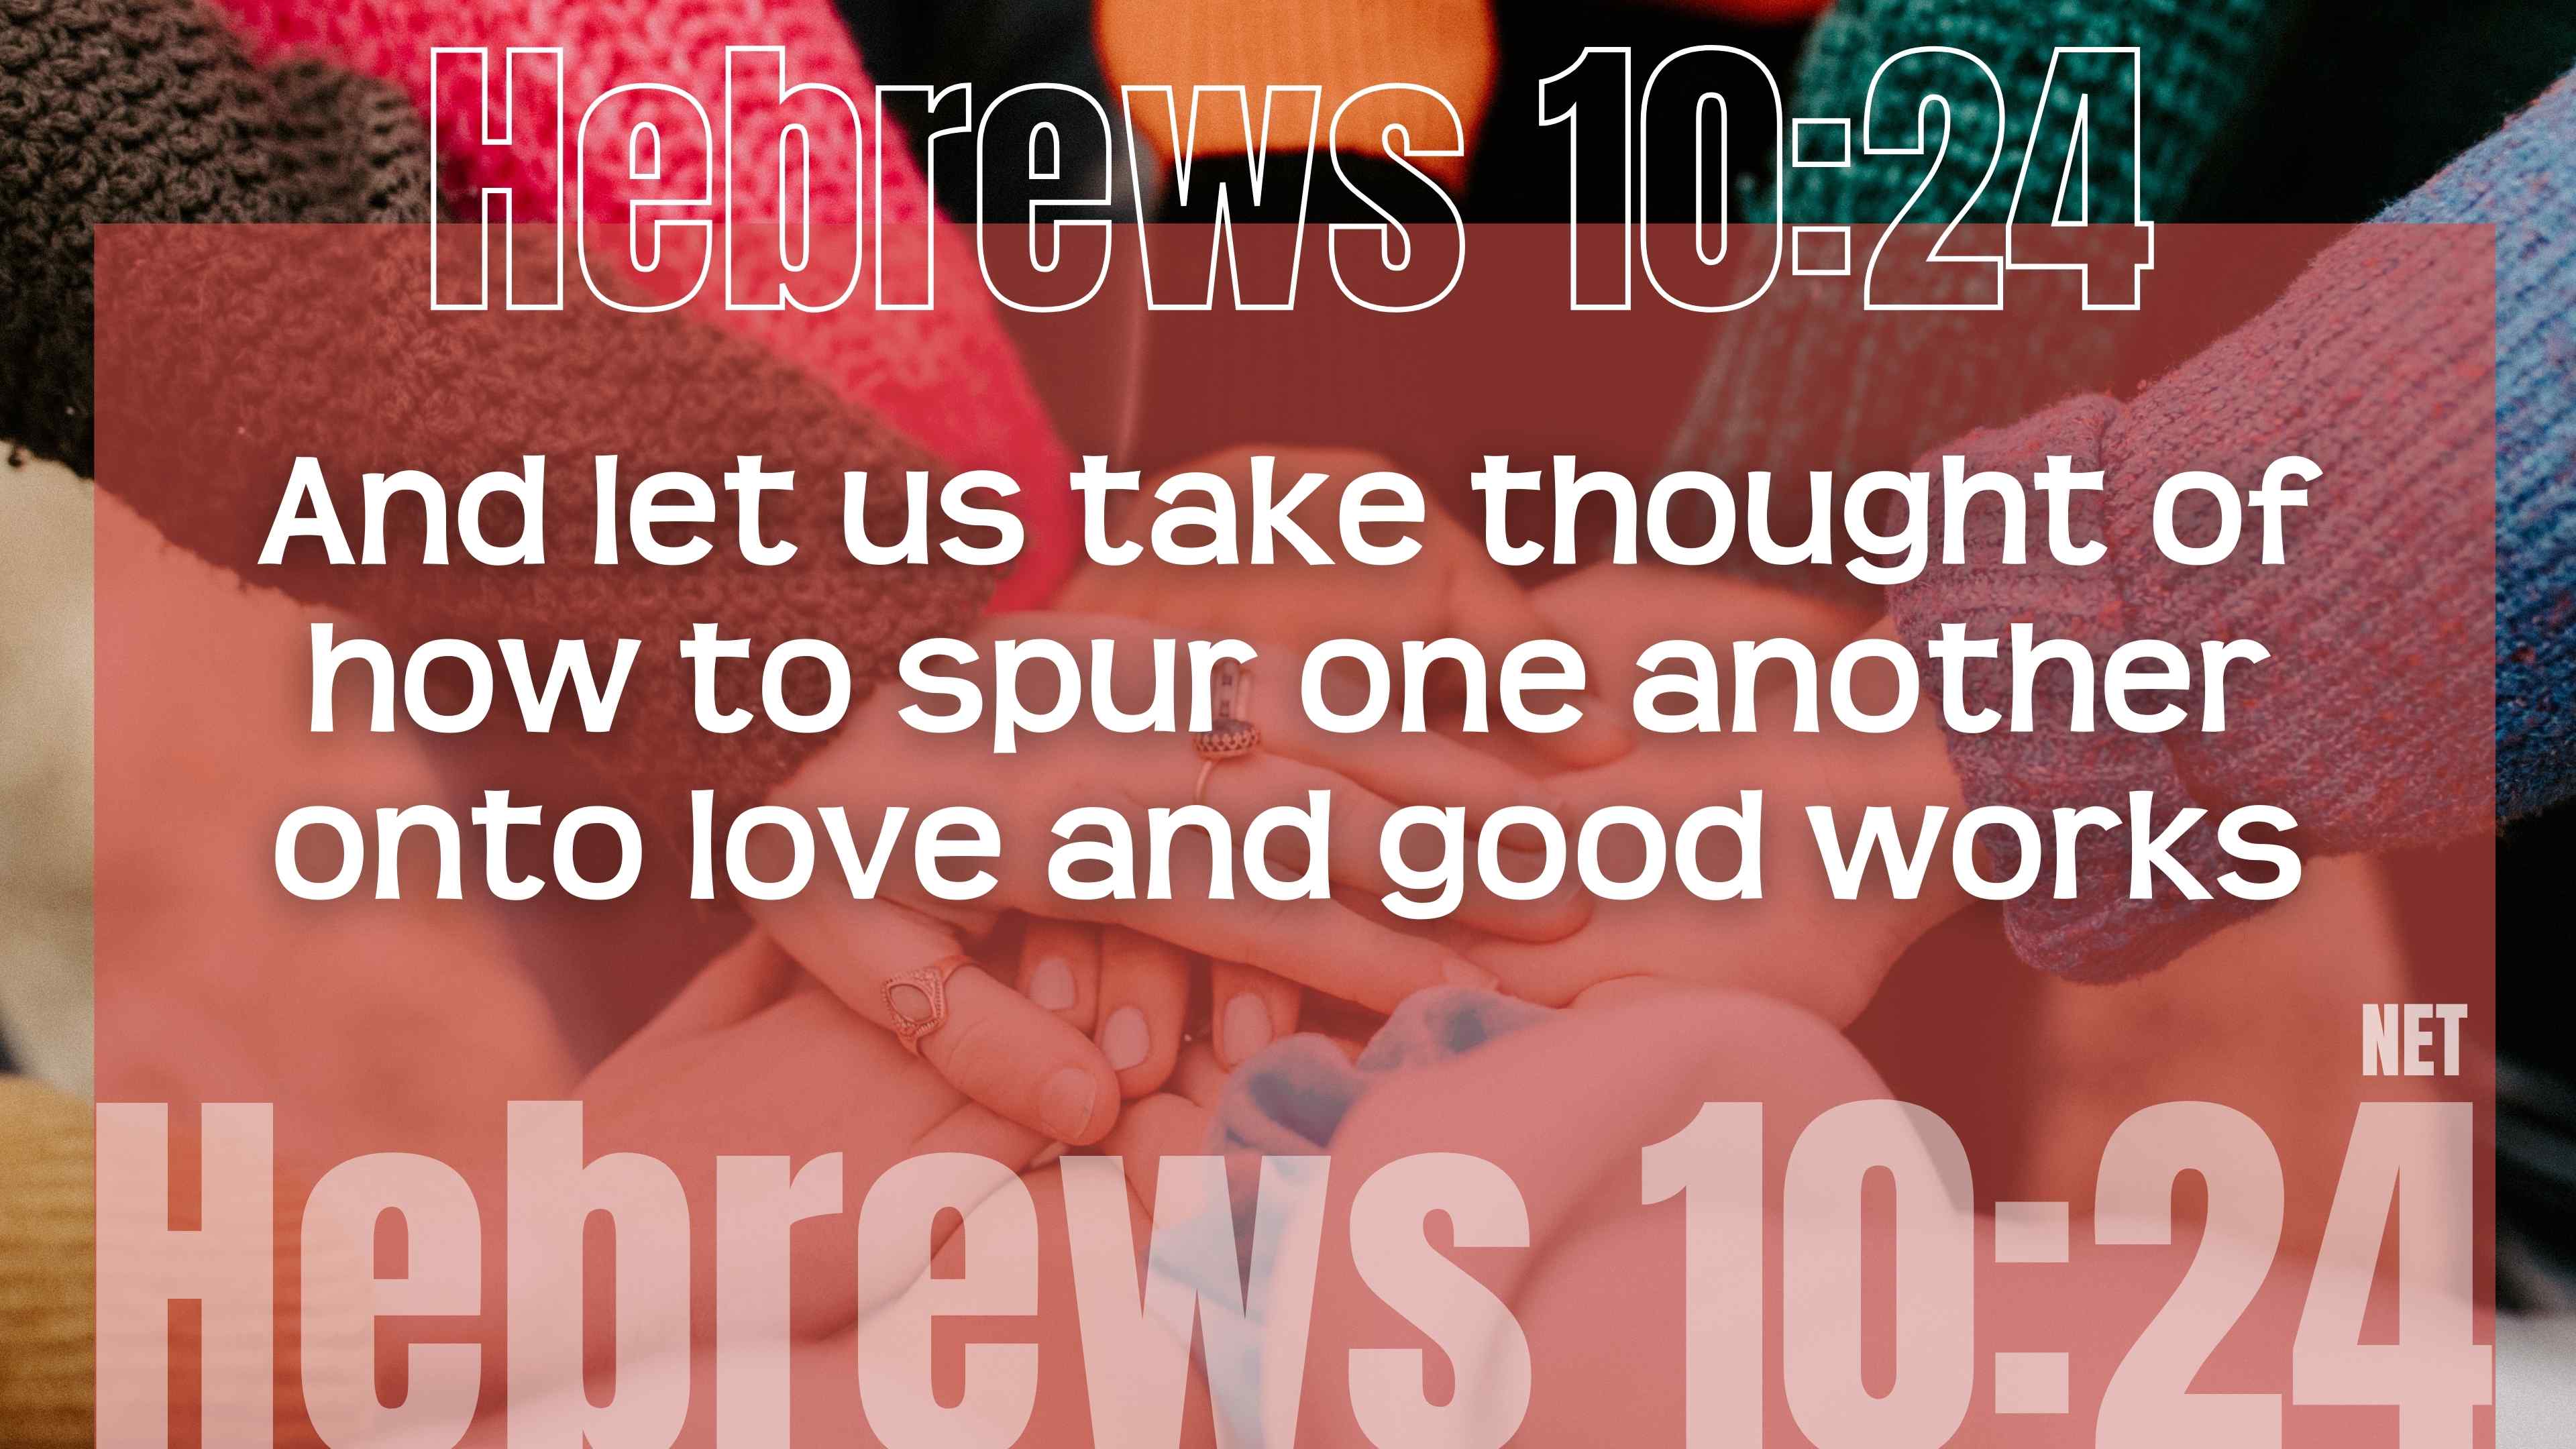 Hebrews 10:24
And let us take thought of
how to spur one another
onto love and good works
NET
Hebrews 10:24